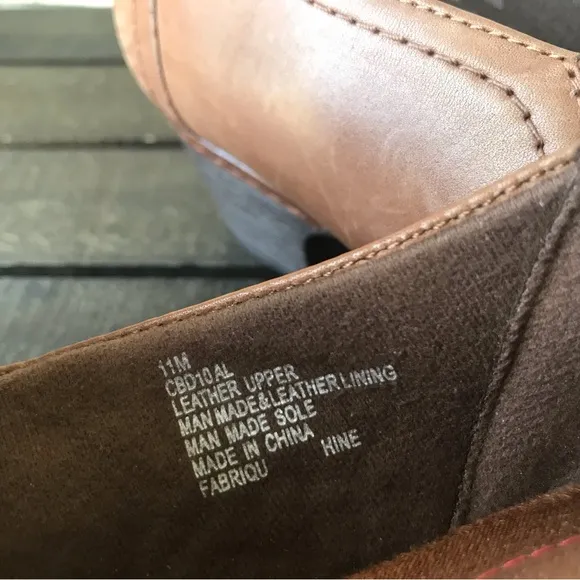 11M
CBD10AL
LEATHER UPPER
MAN MADE&LEATHER LINING
MAN MADE SOLE
MADE IN CHINA
FABRIQU HINE